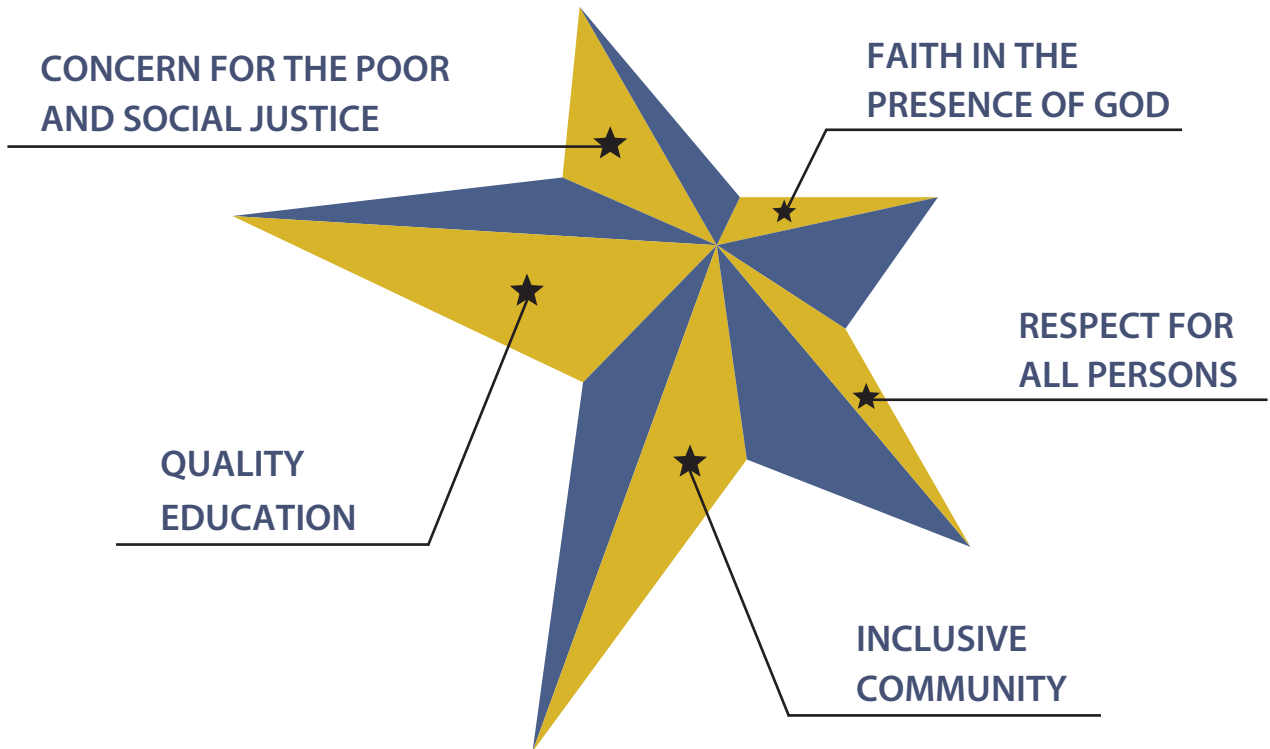 CONCERN FOR THE POOR
AND SOCIAL JUSTICE
FAITH IN THE
PRESENCE OF GOD
RESPECT FOR
ALL PERSONS
QUALITY
EDUCATION
INCLUSIVE
COMMUNITY